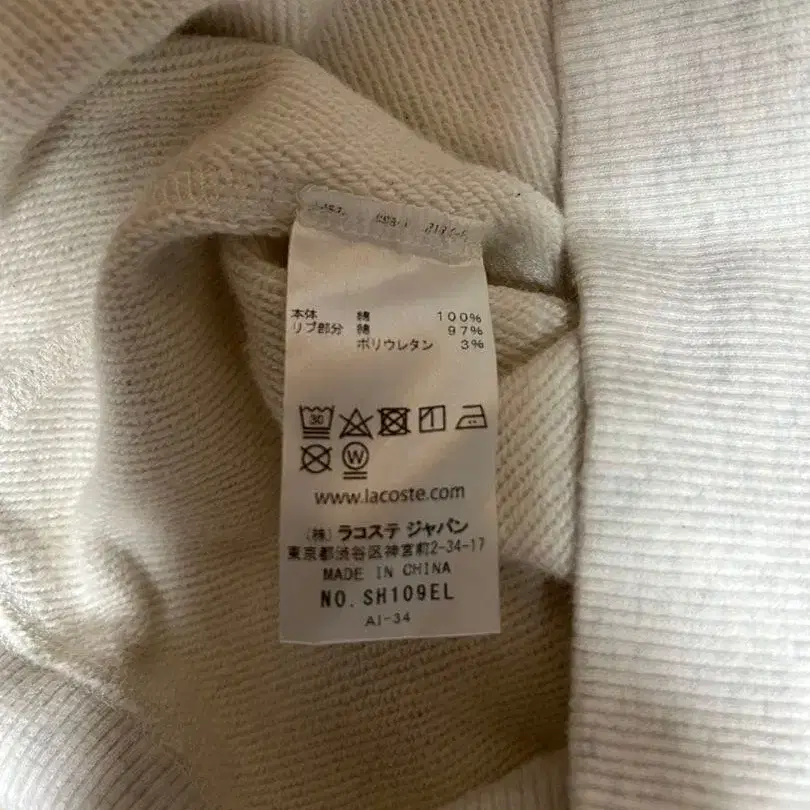 本体 綿 100%
リブ部分 綿 97%
ポリウレタン 3%
30
W
www.lacoste.com
(株) ラコステ ジャパン
東京都渋谷区神宮前2-34-17
MADE IN CHINA
NO. SH109EL
AI-34